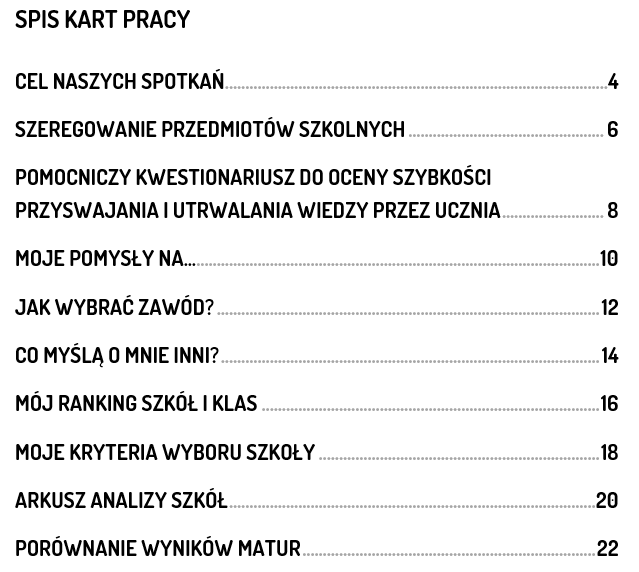 SPIS KART PRACY
CEL NASZYCH SPOTKAŃ 4
SZEREGOWANIE PRZEDMIOTÓW SZKOLNYCH 6
POMOCNICZY KWESTIONARIUSZ DO OCENY SZYBKOŚCI
PRZYSWAJANIA I UTRWALANIA WIEDZY PRZEZ UCZNIA 8
MOJE POMYSŁY NA... 10
JAK WYBRAĆ ZAWÓD? 12
CO MYŚLĄ O MNIE INNI? 14
MÓJ RANKING SZKÓŁ I KLAS 16
MOJE KRYTERIA WYBORU SZKOŁY 18
ARKUSZ ANALIZY SZKÓŁ 20
PORÓWNANIE WYNIKÓW MATUR 22